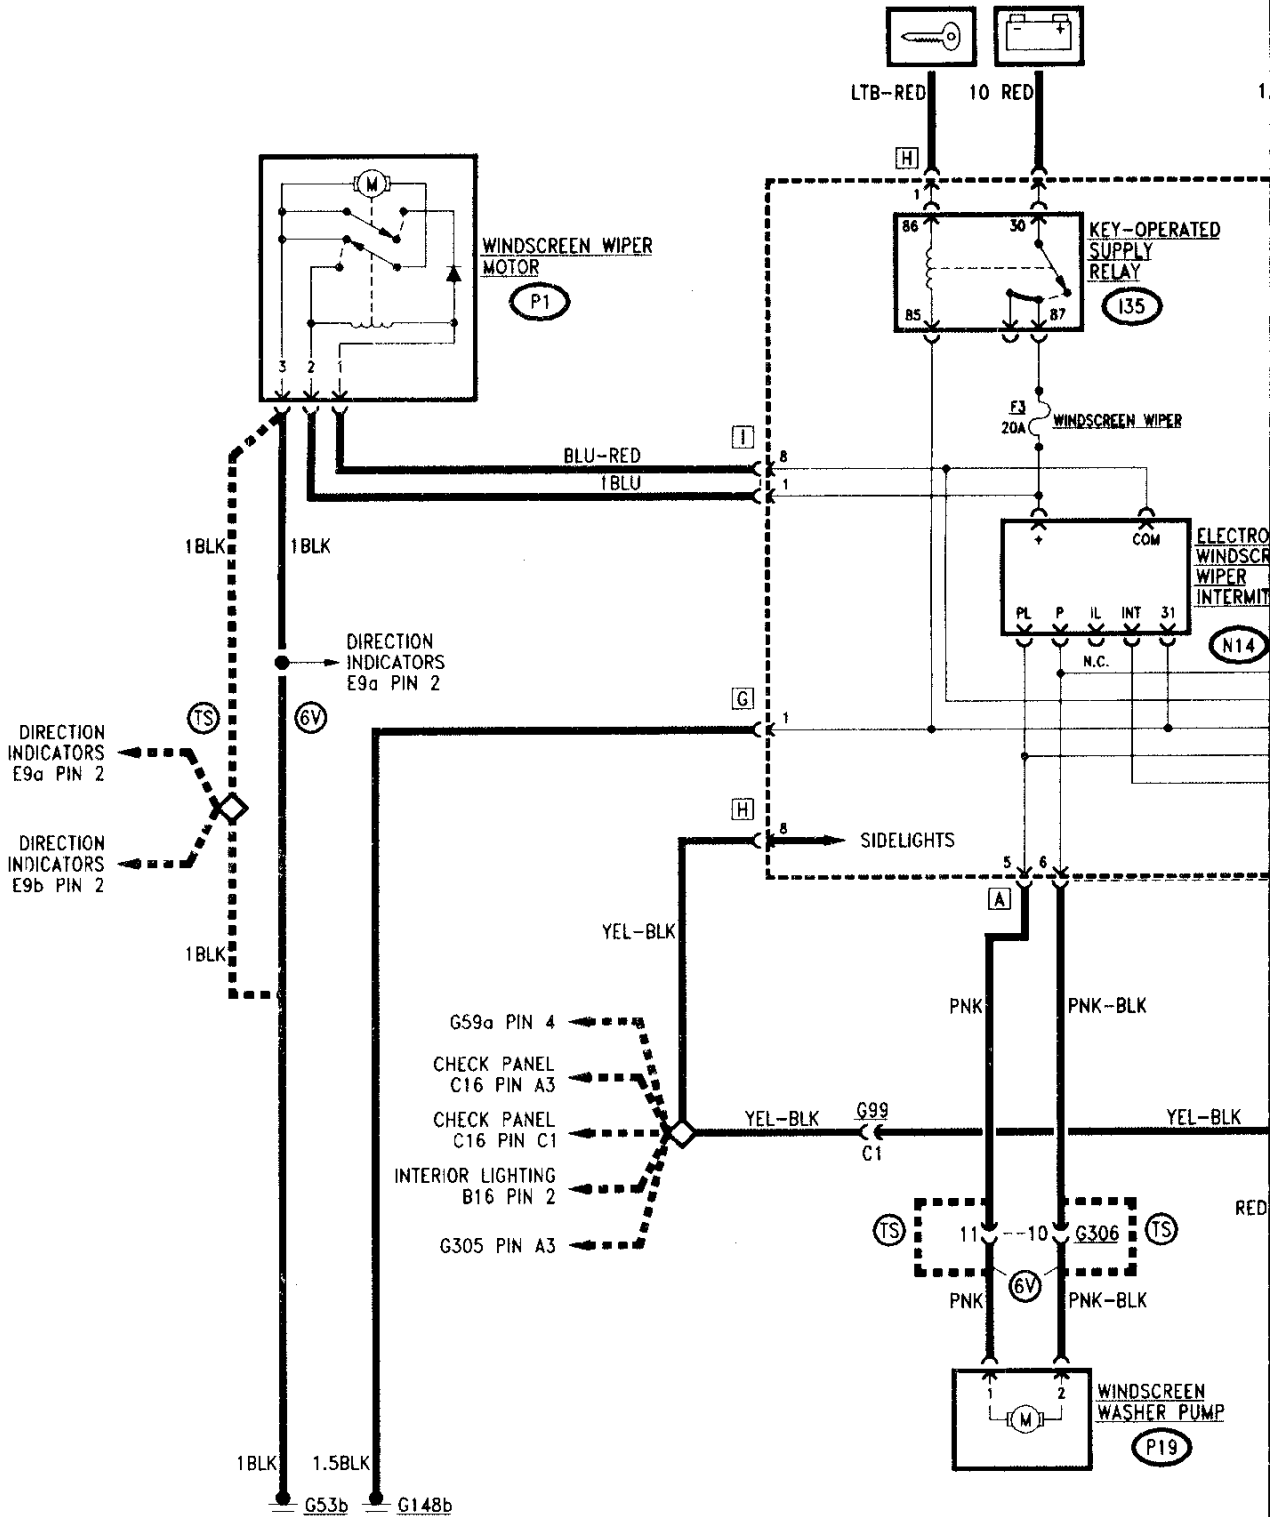 LTB-RED
10 RED
1
H
1
86
30
KEY-OPERATED
SUPPLY
RELAY
I35
85
87
M
WINDSCREEN WIPER
MOTOR
P1
3
2
1
F3
20A
WINDSCREEN WIPER
I
BLU-RED
8
1BLU
1
+
COM
ELECTRO
WINDSCR
WIPER
INTERMIT
PL
P
IL
INT
31
N14
N.C.
1BLK
1BLK
DIRECTION
INDICATORS
E9a PIN 2
TS
6V
G
1
DIRECTION
INDICATORS
E9a PIN 2
H
8
SIDELIGHTS
DIRECTION
INDICATORS
E9b PIN 2
5
6
A
YEL-BLK
1BLK
PNK
PNK-BLK
G59a PIN 4
CHECK PANEL
C16 PIN A3
CHECK PANEL
C16 PIN C1
YEL-BLK
G99
C1
YEL-BLK
INTERIOR LIGHTING
B16 PIN 2
RED
G305 PIN A3
TS
11
10
G306
TS
6V
PNK
PNK-BLK
1
2
M
WINDSCREEN
WASHER PUMP
P19
1BLK
1.5BLK
G53b
G148b